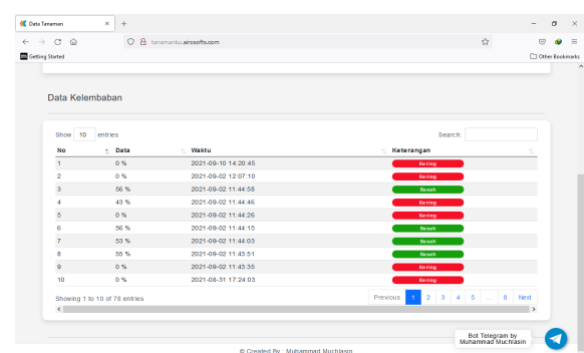 Data Tanaman × +
tanamanku.airosofts.com
Getting Started Other Bookmarks
Data Kelembaban
Show 10 entries Search:
No Data Waktu Keterangan
1 0 % 2021-09-10 14:20:45 Kering
2 0 % 2021-09-02 12:07:10 Kering
3 56 % 2021-09-02 11:44:58 Basah
4 43 % 2021-09-02 11:44:46 Kering
5 0 % 2021-09-02 11:44:26 Kering
6 56 % 2021-09-02 11:44:15 Basah
7 53 % 2021-09-02 11:44:03 Basah
8 55 % 2021-09-02 11:43:51 Basah
9 0 % 2021-09-02 11:43:35 Kering
10 0 % 2021-08-31 17:24:03 Kering
Showing 1 to 10 of 78 entries Previous 1 2 3 4 5 ... 8 Next
Bot Telegram by
Muhammad Muchlasin
© Created By : Muhammad Muchlasin